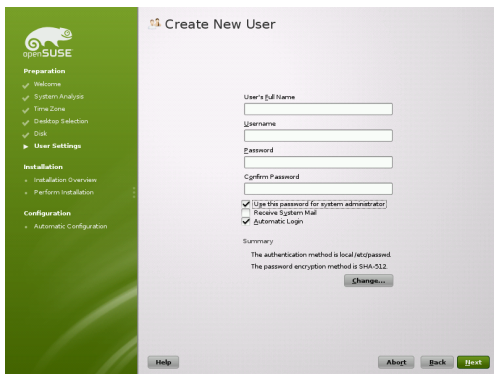 openSUSE
Preparation
Welcome
System Analysis
Time Zone
Desktop Selection
Disk
User Settings
Installation
Installation Overview
Perform Installation
Configuration
Automatic Configuration
Create New User
User's Full Name
Username
Password
Confirm Password
Use this password for system administrator
Receive System Mail
Automatic Login
Summary
The authentication method is local /etc/passwd.
The password encryption method is SHA-512.
Change...
Help
Abort
Back
Next